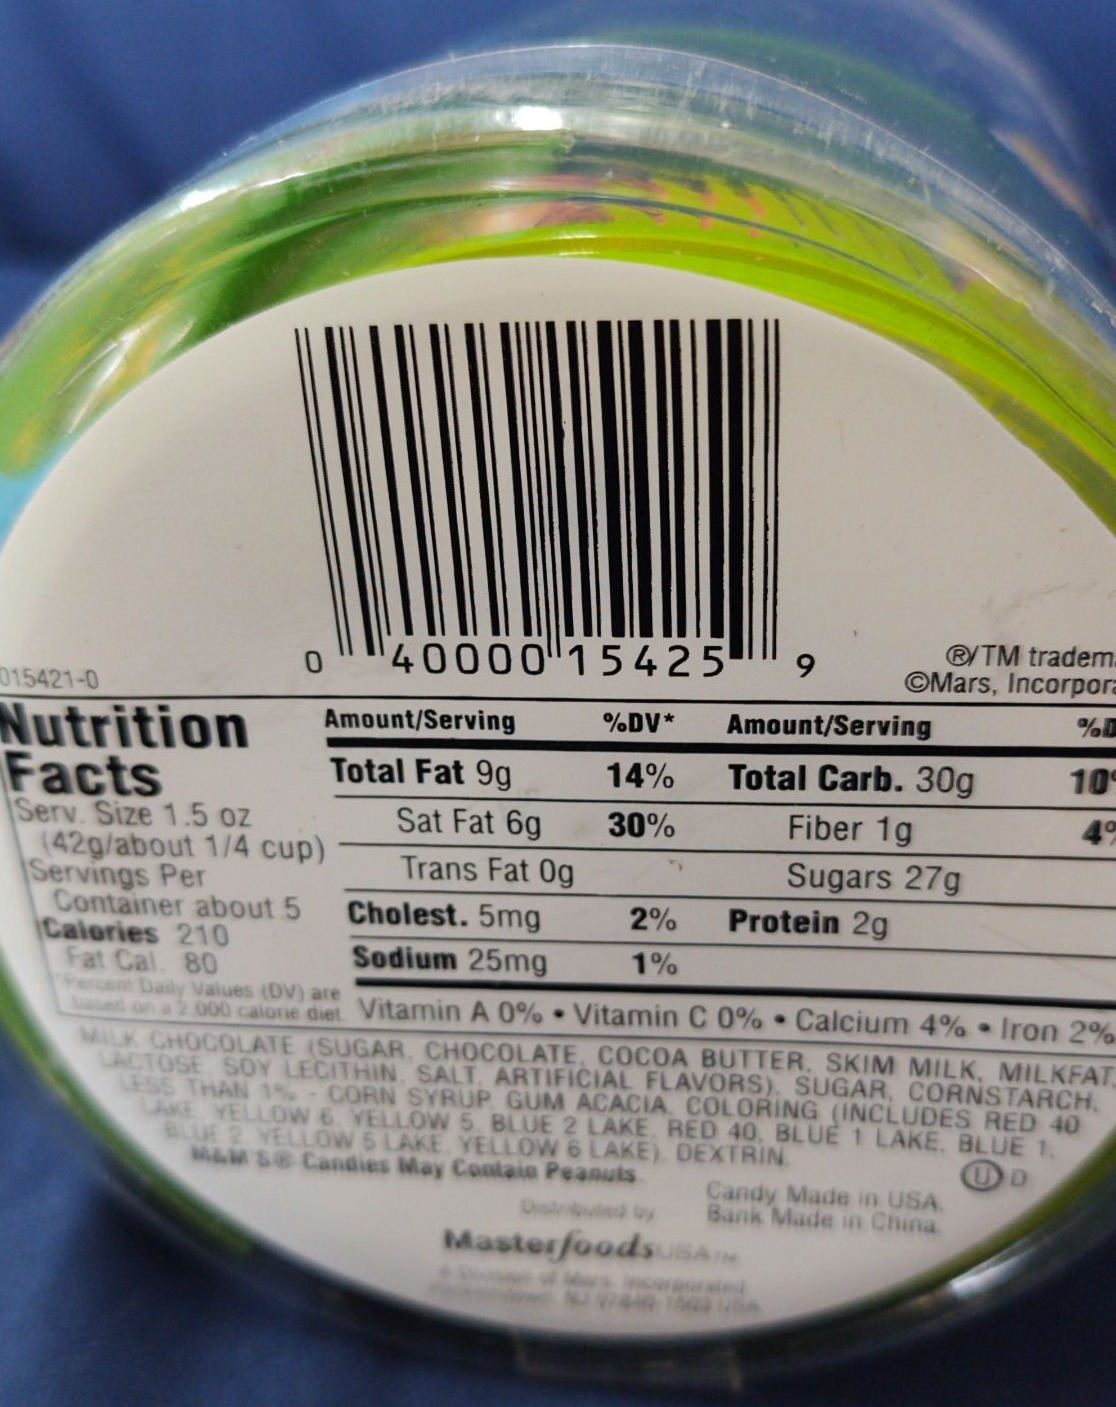 0 40000 15425 9
015421-0
®/TM tradem
©Mars, Incorpora
Nutrition
Facts
Serv. Size 1.5 oz
(42g/about 1/4 cup)
Servings Per
Container about 5
Calories 210
Fat Cal. 80
*Percent Daily Values (DV) are
based on a 2,000 calorie diet.
Amount/Serving %DV* Amount/Serving %D
Total Fat 9g 14% Total Carb. 30g 10%
Sat Fat 6g 30% Fiber 1g 4%
Trans Fat 0g Sugars 27g
Cholest. 5mg 2% Protein 2g
Sodium 25mg 1%
Vitamin A 0% • Vitamin C 0% • Calcium 4% • Iron 2%
MILK CHOCOLATE (SUGAR, CHOCOLATE, COCOA BUTTER, SKIM MILK, MILKFAT,
LACTOSE, SOY LECITHIN, SALT, ARTIFICIAL FLAVORS), SUGAR, CORNSTARCH,
LESS THAN 1% - CORN SYRUP, GUM ACACIA, COLORING (INCLUDES RED 40
LAKE, YELLOW 6, YELLOW 5, BLUE 2 LAKE, RED 40, BLUE 1 LAKE, BLUE 1,
BLUE 2, YELLOW 5 LAKE, YELLOW 6 LAKE), DEXTRIN.
M&M'S® Candies May Contain Peanuts.
Ⓤ D
Candy Made in USA.
Bank Made in China.
Distributed by
Masterfoods USA™
A Division of Mars, Incorporated
NJ 07840-1503 USA